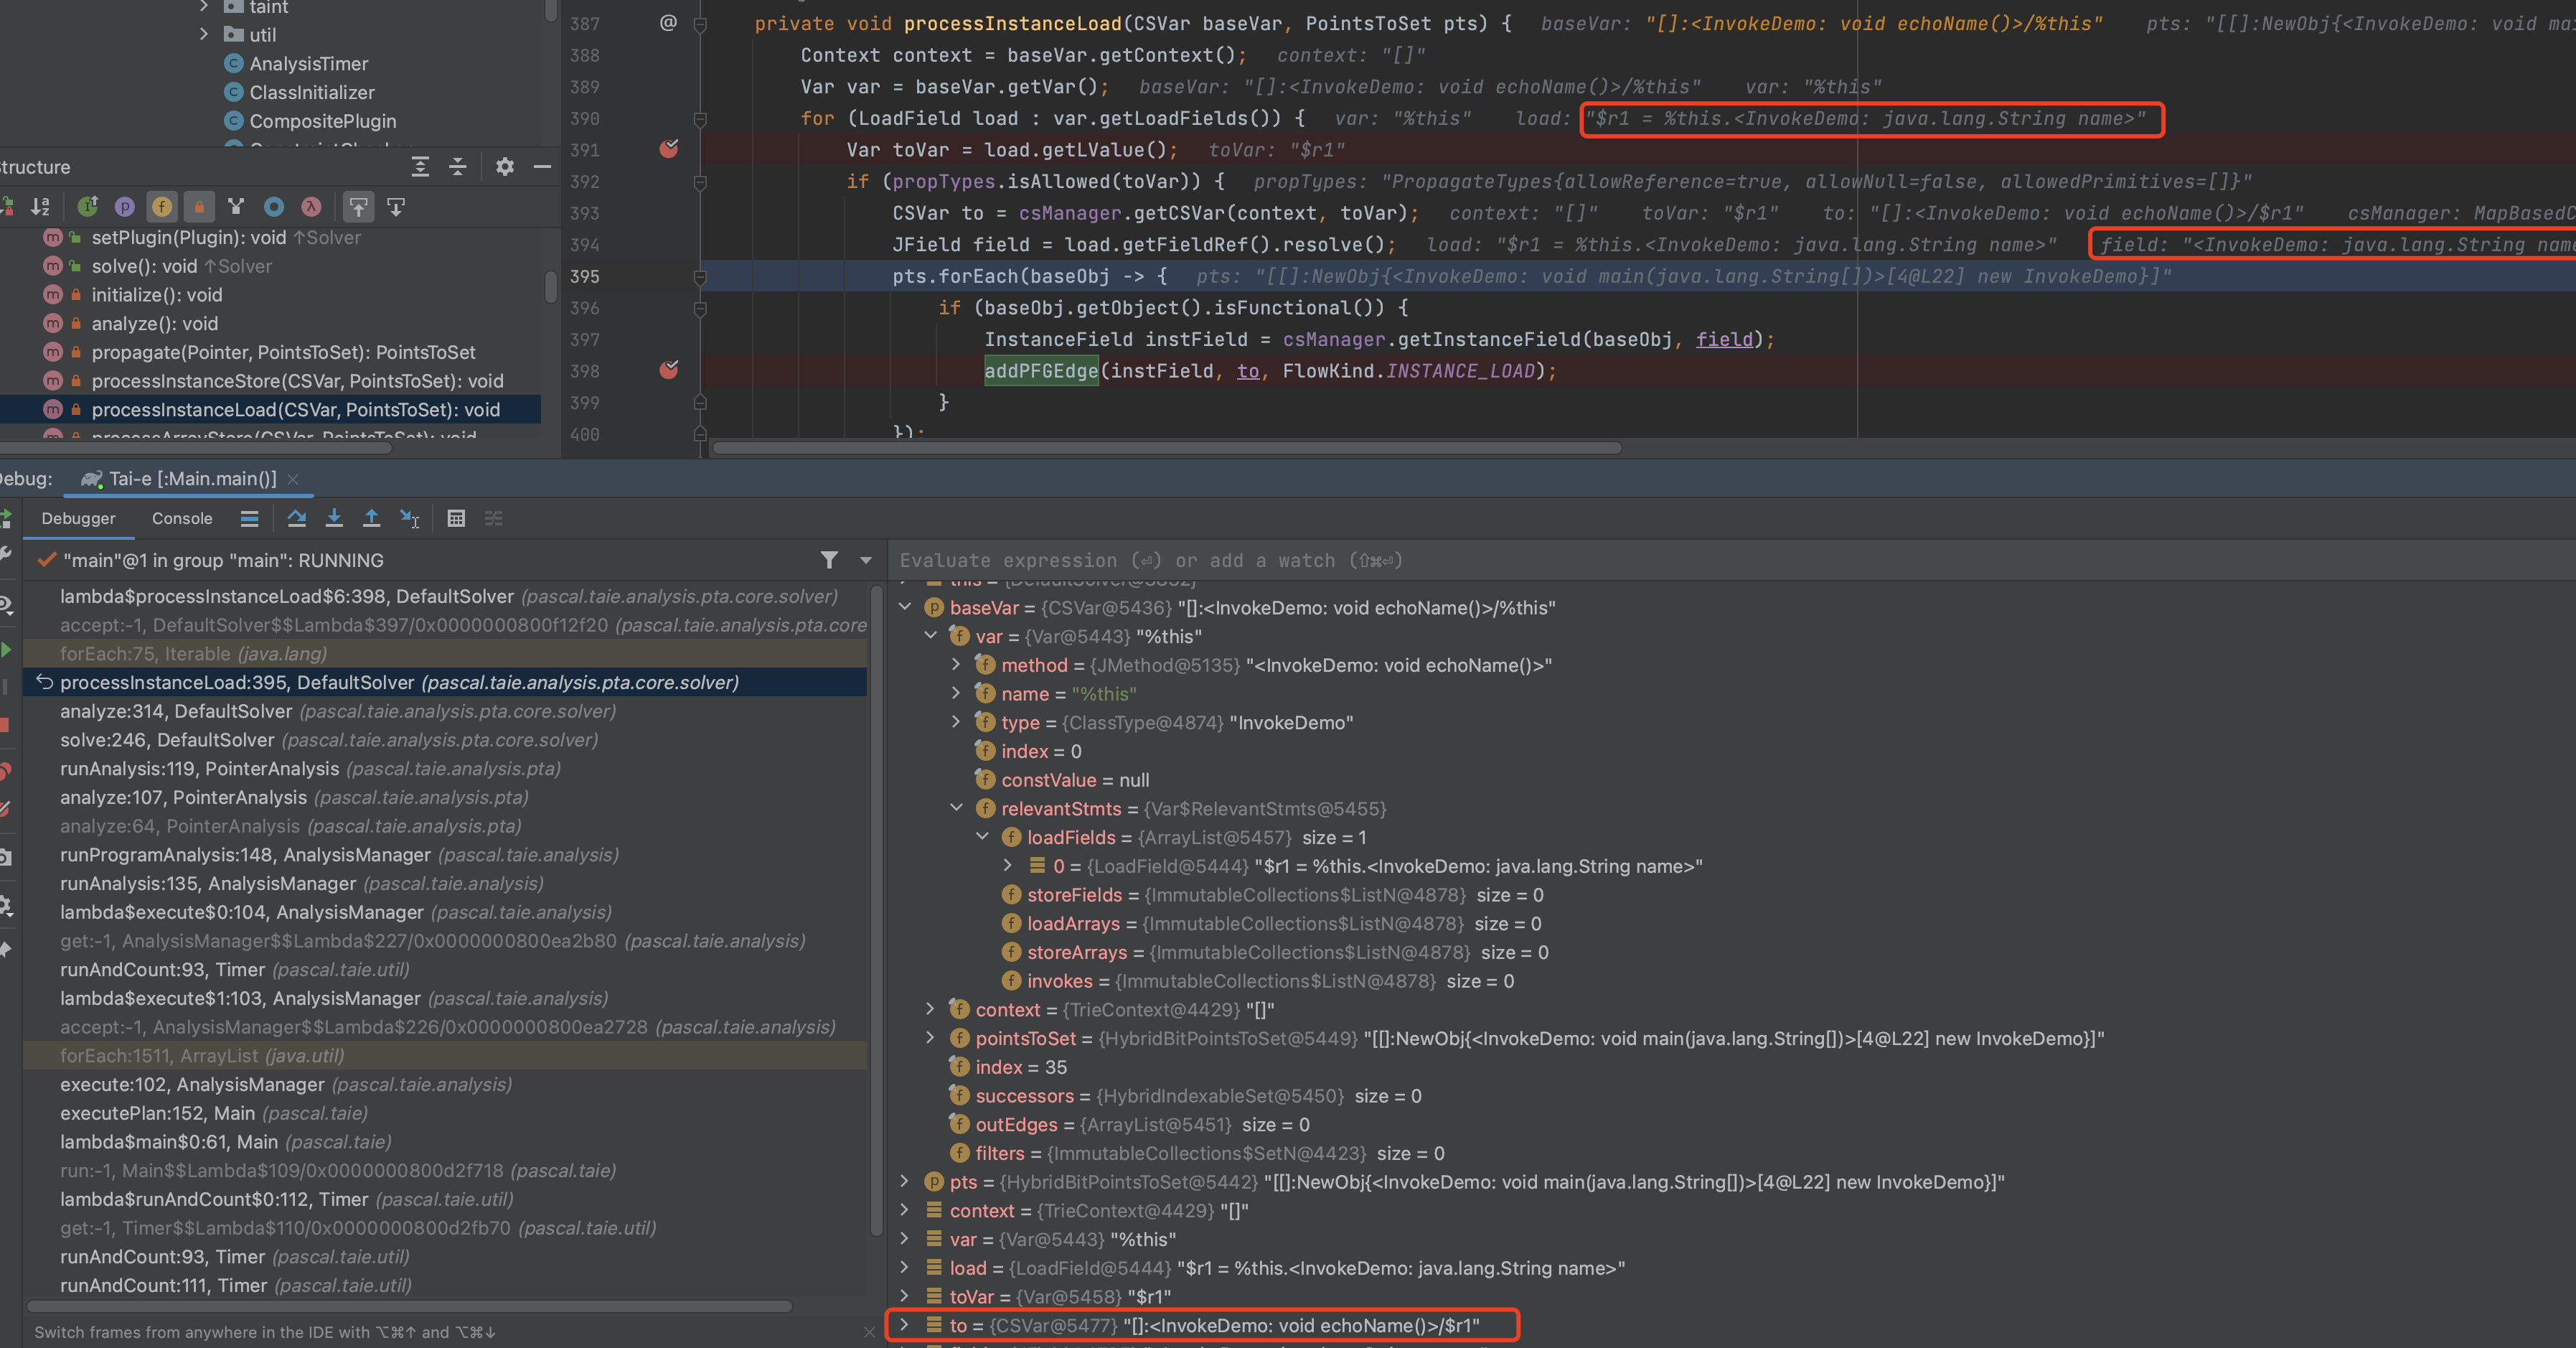 taint
util
AnalysisTimer
ClassInitializer
CompositePlugin
Structure
setPlugin(Plugin): void ↑Solver
solve(): void ↑Solver
initialize(): void
analyze(): void
propagate(Pointer, PointsToSet): PointsToSet
processInstanceStore(CSVar, PointsToSet): void
processInstanceLoad(CSVar, PointsToSet): void
processArrayStore(CSVar, PointsToSet): void
387 @ private void processInstanceLoad(CSVar baseVar, PointsToSet pts) { baseVar: "[]:<InvokeDemo: void echoName()>/%this" pts: "[[]:NewObj{<InvokeDemo: void mai
388 Context context = baseVar.getContext(); context: "[]"
389 Var var = baseVar.getVar(); baseVar: "[]:<InvokeDemo: void echoName()>/%this" var: "%this"
390 for (LoadField load : var.getLoadFields()) { var: "%this" load: "$r1 = %this.<InvokeDemo: java.lang.String name>"
391 Var toVar = load.getLValue(); toVar: "$r1"
392 if (propTypes.isAllowed(toVar)) { propTypes: "PropagateTypes{allowReference=true, allowNull=false, allowedPrimitives=[]}"
393 CSVar to = csManager.getCSVar(context, toVar); context: "[]" toVar: "$r1" to: "[]:<InvokeDemo: void echoName()>/$r1" csManager: MapBasedC
394 JField field = load.getFieldRef().resolve(); load: "$r1 = %this.<InvokeDemo: java.lang.String name>" field: "<InvokeDemo: java.lang.String name
395 pts.forEach(baseObj -> { pts: "[[]:NewObj{<InvokeDemo: void main(java.lang.String[])>[4@L22] new InvokeDemo}]"
396 if (baseObj.getObject().isFunctional()) {
397 InstanceField instField = csManager.getInstanceField(baseObj, field);
398 addPFGEdge(instField, to, FlowKind.INSTANCE_LOAD);
399 }
400 });
Debug: Tai-e [:Main.main()]
Debugger Console
"main"@1 in group "main": RUNNING
lambda$processInstanceLoad$6:398, DefaultSolver (pascal.taie.analysis.pta.core.solver)
accept:-1, DefaultSolver$$Lambda$397/0x0000000800f12f20 (pascal.taie.analysis.pta.core
forEach:75, Iterable (java.lang)
processInstanceLoad:395, DefaultSolver (pascal.taie.analysis.pta.core.solver)
analyze:314, DefaultSolver (pascal.taie.analysis.pta.core.solver)
solve:246, DefaultSolver (pascal.taie.analysis.pta.core.solver)
runAnalysis:119, PointerAnalysis (pascal.taie.analysis.pta)
analyze:107, PointerAnalysis (pascal.taie.analysis.pta)
analyze:64, PointerAnalysis (pascal.taie.analysis.pta)
runProgramAnalysis:148, AnalysisManager (pascal.taie.analysis)
runAnalysis:135, AnalysisManager (pascal.taie.analysis)
lambda$execute$0:104, AnalysisManager (pascal.taie.analysis)
get:-1, AnalysisManager$$Lambda$227/0x0000000800ea2b80 (pascal.taie.analysis)
runAndCount:93, Timer (pascal.taie.util)
lambda$execute$1:103, AnalysisManager (pascal.taie.analysis)
accept:-1, AnalysisManager$$Lambda$226/0x0000000800ea2728 (pascal.taie.analysis)
forEach:1511, ArrayList (java.util)
execute:102, AnalysisManager (pascal.taie.analysis)
executePlan:152, Main (pascal.taie)
lambda$main$0:61, Main (pascal.taie)
run:-1, Main$$Lambda$109/0x0000000800d2f718 (pascal.taie)
lambda$runAndCount$0:112, Timer (pascal.taie.util)
get:-1, Timer$$Lambda$110/0x0000000800d2fb70 (pascal.taie.util)
runAndCount:93, Timer (pascal.taie.util)
runAndCount:111, Timer (pascal.taie.util)
Switch frames from anywhere in the IDE with ⌥⌘↑ and ⌥⌘↓
Evaluate expression (⏎) or add a watch (⇧⌘⏎)
baseVar = {CSVar@5436} "[]:<InvokeDemo: void echoName()>/%this"
var = {Var@5443} "%this"
method = {JMethod@5135} "<InvokeDemo: void echoName()>"
name = "%this"
type = {ClassType@4874} "InvokeDemo"
index = 0
constValue = null
relevantStmts = {Var$RelevantStmts@5455}
loadFields = {ArrayList@5457} size = 1
0 = {LoadField@5444} "$r1 = %this.<InvokeDemo: java.lang.String name>"
storeFields = {ImmutableCollections$ListN@4878} size = 0
loadArrays = {ImmutableCollections$ListN@4878} size = 0
storeArrays = {ImmutableCollections$ListN@4878} size = 0
invokes = {ImmutableCollections$ListN@4878} size = 0
context = {TrieContext@4429} "[]"
pointsToSet = {HybridBitPointsToSet@5449} "[[]:NewObj{<InvokeDemo: void main(java.lang.String[])>[4@L22] new InvokeDemo}]"
index = 35
successors = {HybridIndexableSet@5450} size = 0
outEdges = {ArrayList@5451} size = 0
filters = {ImmutableCollections$SetN@4423} size = 0
pts = {HybridBitPointsToSet@5442} "[[]:NewObj{<InvokeDemo: void main(java.lang.String[])>[4@L22] new InvokeDemo}]"
context = {TrieContext@4429} "[]"
var = {Var@5443} "%this"
load = {LoadField@5444} "$r1 = %this.<InvokeDemo: java.lang.String name>"
toVar = {Var@5458} "$r1"
to = {CSVar@5477} "[]:<InvokeDemo: void echoName()>/$r1"